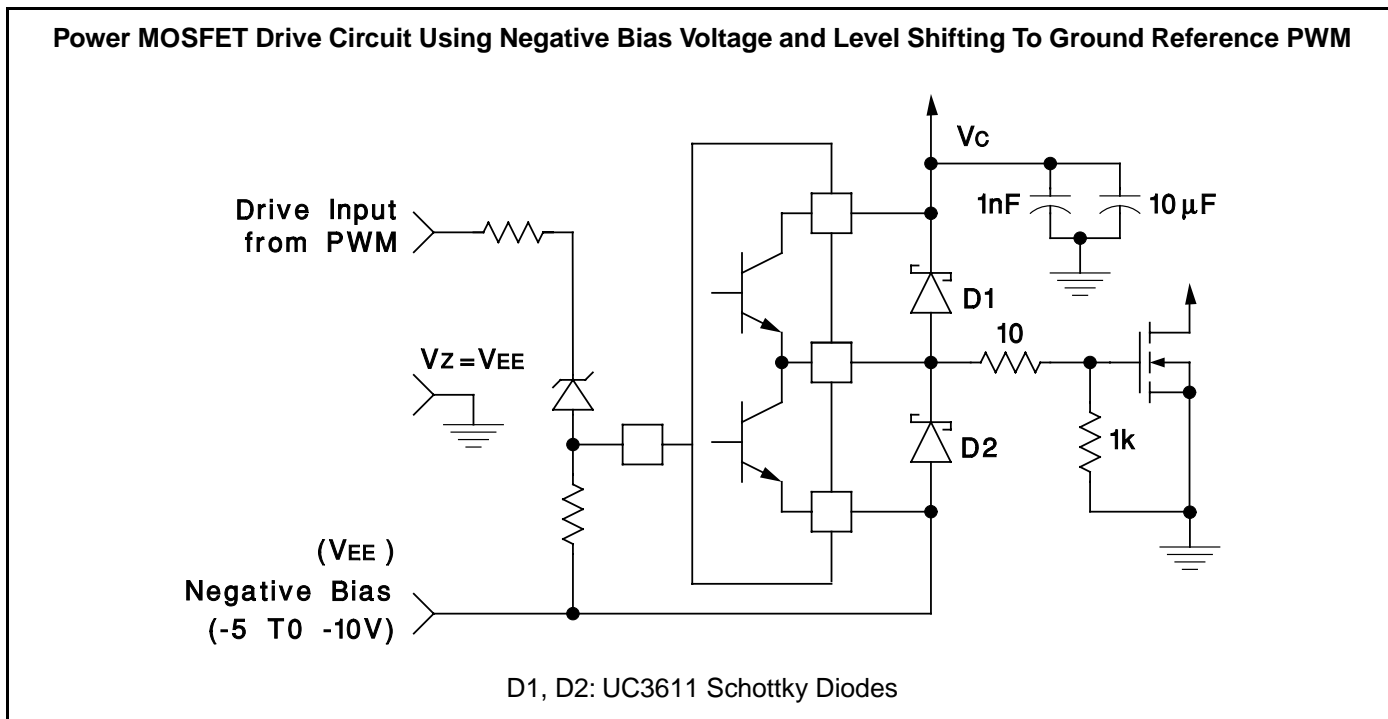 Power MOSFET Drive Circuit Using Negative Bias Voltage and Level Shifting To Ground Reference PWM
VC
Drive Input
from PWM
1nF
10 µF
D1
10
VZ=VEE
D2
1k
(VEE )
Negative Bias
(-5 T0 -10V)
D1, D2: UC3611 Schottky Diodes